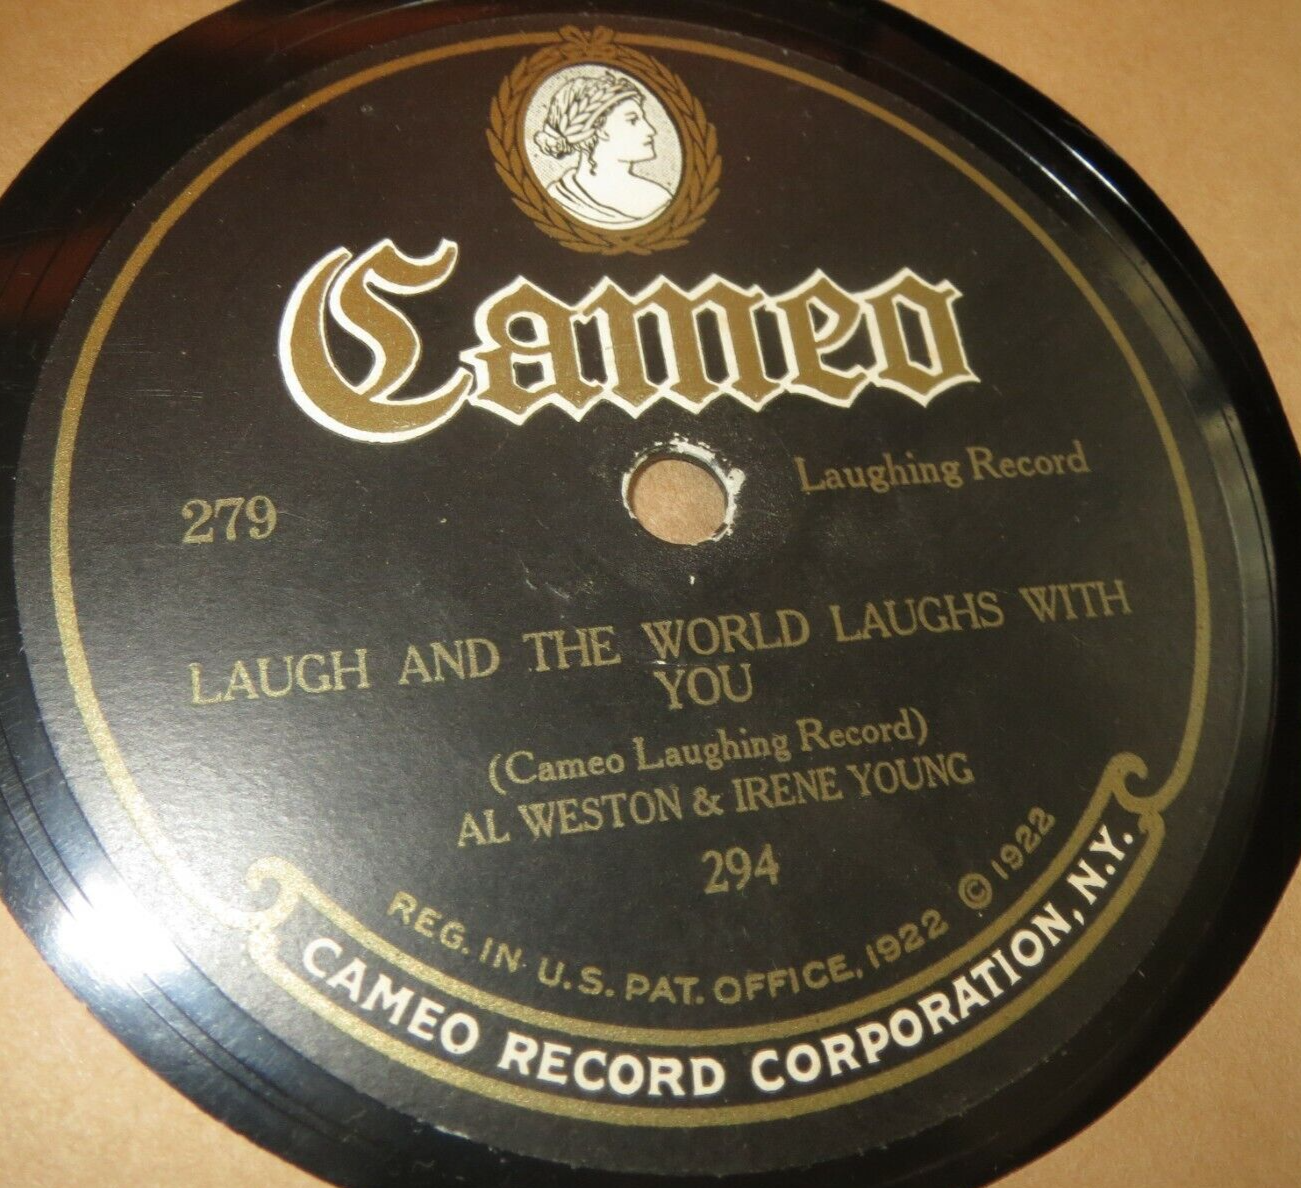 Cameo
Laughing Record
279
LAUGH AND THE WORLD LAUGHS WITH
YOU
(Cameo Laughing Record)
AL WESTON & IRENE YOUNG
294
REG. IN U.S. PAT. OFFICE, 1922 © 1922
CAMEO RECORD CORPORATION, N.Y.